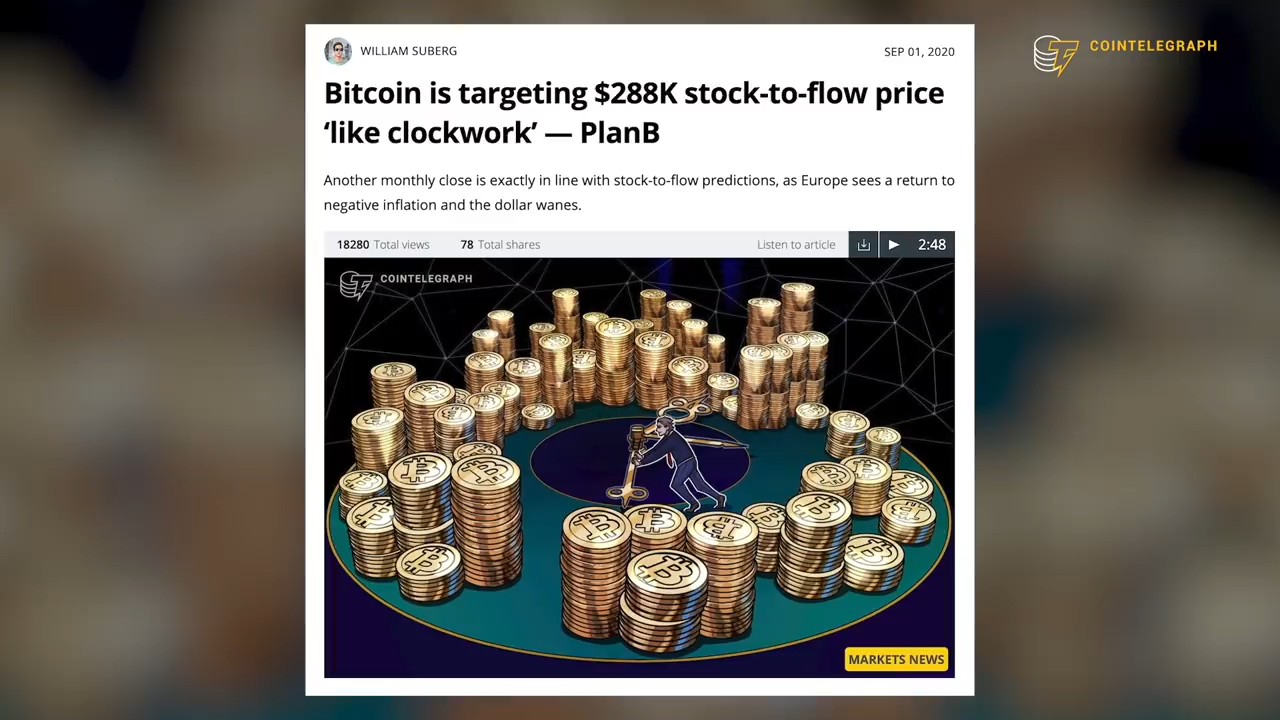 WILLIAM SUBERG
SEP 01, 2020
COINTELEGRAPH
Bitcoin is targeting $288K stock-to-flow price
‘like clockwork’ — PlanB
Another monthly close is exactly in line with stock-to-flow predictions, as Europe sees a return to
negative inflation and the dollar wanes.
18280 Total views 78 Total shares Listen to article 2:48
COINTELEGRAPH
MARKETS NEWS